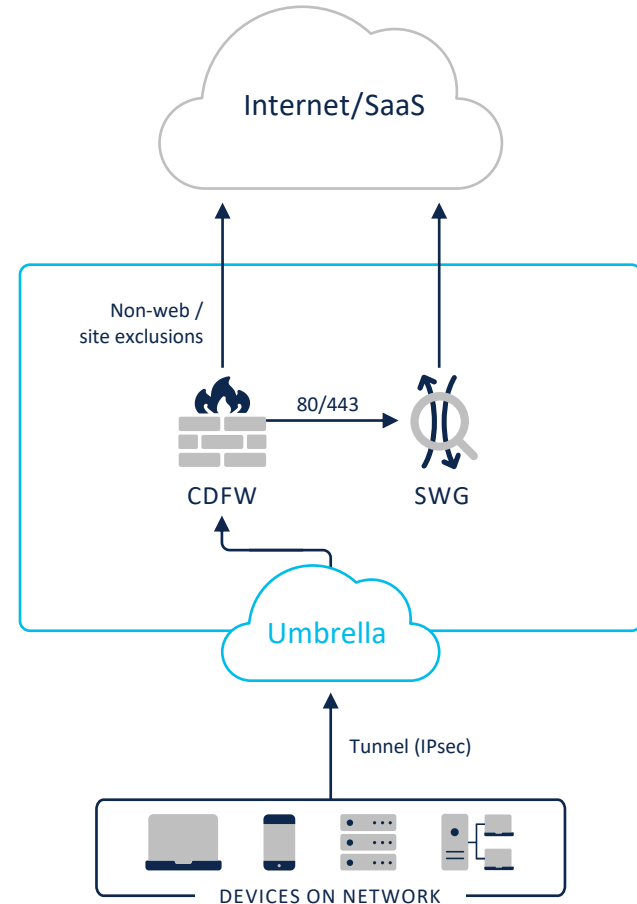 Internet/SaaS
Non-web /
site exclusions
80/443
CDFW
SWG
Umbrella
Tunnel (IPsec)
DEVICES ON NETWORK